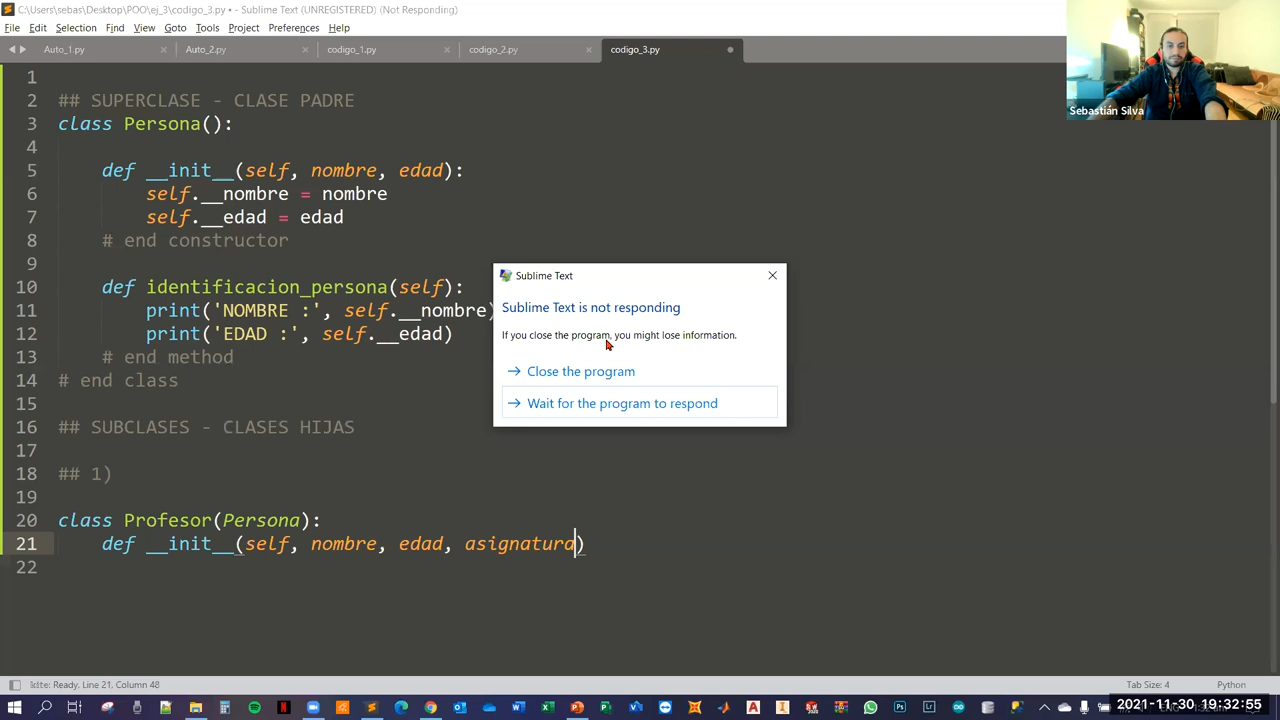 C:\Users\sebas\Desktop\POO\ej_3\codigo_3.py • - Sublime Text (UNREGISTERED) (Not Responding)
File Edit Selection Find View Goto Tools Project Preferences Help
Auto_1.py Auto_2.py codigo_1.py codigo_2.py codigo_3.py
Sebastián Silva
1
2 ## SUPERCLASE - CLASE PADRE
3 class Persona():
4
5 def __init__(self, nombre, edad):
6 self.__nombre = nombre
7 self.__edad = edad
8 # end constructor
9
10 def identificacion_persona(self):
11 print('NOMBRE :', self.__nombre)
12 print('EDAD :', self.__edad)
13 # end method
14 # end class
15
16 ## SUBCLASES - CLASES HIJAS
17
18 ## 1)
19
20 class Profesor(Persona):
21 def __init__(self, nombre, edad, asignatura)
22
Sublime Text
Sublime Text is not responding
If you close the program, you might lose information.
Close the program
Wait for the program to respond
kite: Ready, Line 21, Column 48
Tab Size: 4
Python
2021-11-30 19:32:55